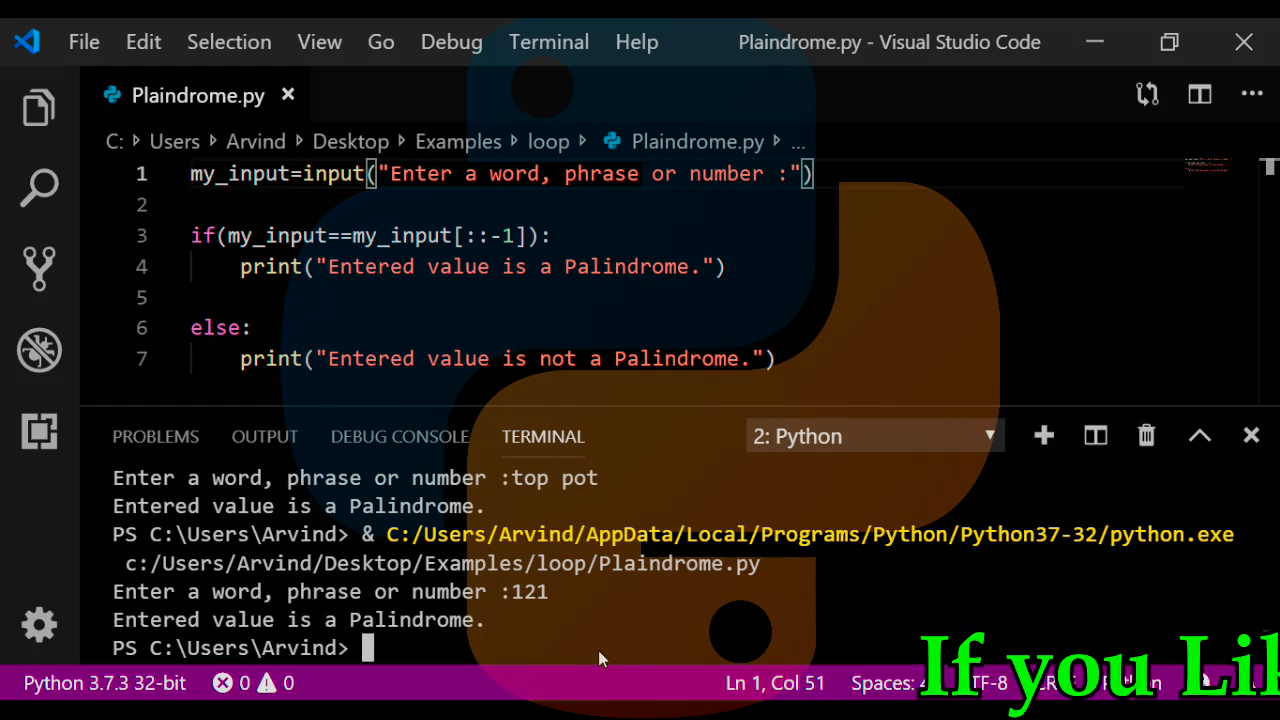 File Edit Selection View Go Debug Terminal Help Plaindrome.py - Visual Studio Code
Plaindrome.py
C: Users Arvind Desktop Examples loop Plaindrome.py ...
1 my_input=input("Enter a word, phrase or number :")
2
3 if(my_input==my_input[::-1]):
4 print("Entered value is a Palindrome.")
5
6 else:
7 print("Entered value is not a Palindrome.")
PROBLEMS OUTPUT DEBUG CONSOLE TERMINAL 2: Python
Enter a word, phrase or number :top pot
Entered value is a Palindrome.
PS C:\Users\Arvind> & C:/Users/Arvind/AppData/Local/Programs/Python/Python37-32/python.exe
c:/Users/Arvind/Desktop/Examples/loop/Plaindrome.py
Enter a word, phrase or number :121
Entered value is a Palindrome.
PS C:\Users\Arvind>
If you Lik
Python 3.7.3 32-bit 0 0 Ln 1, Col 51 Spaces: